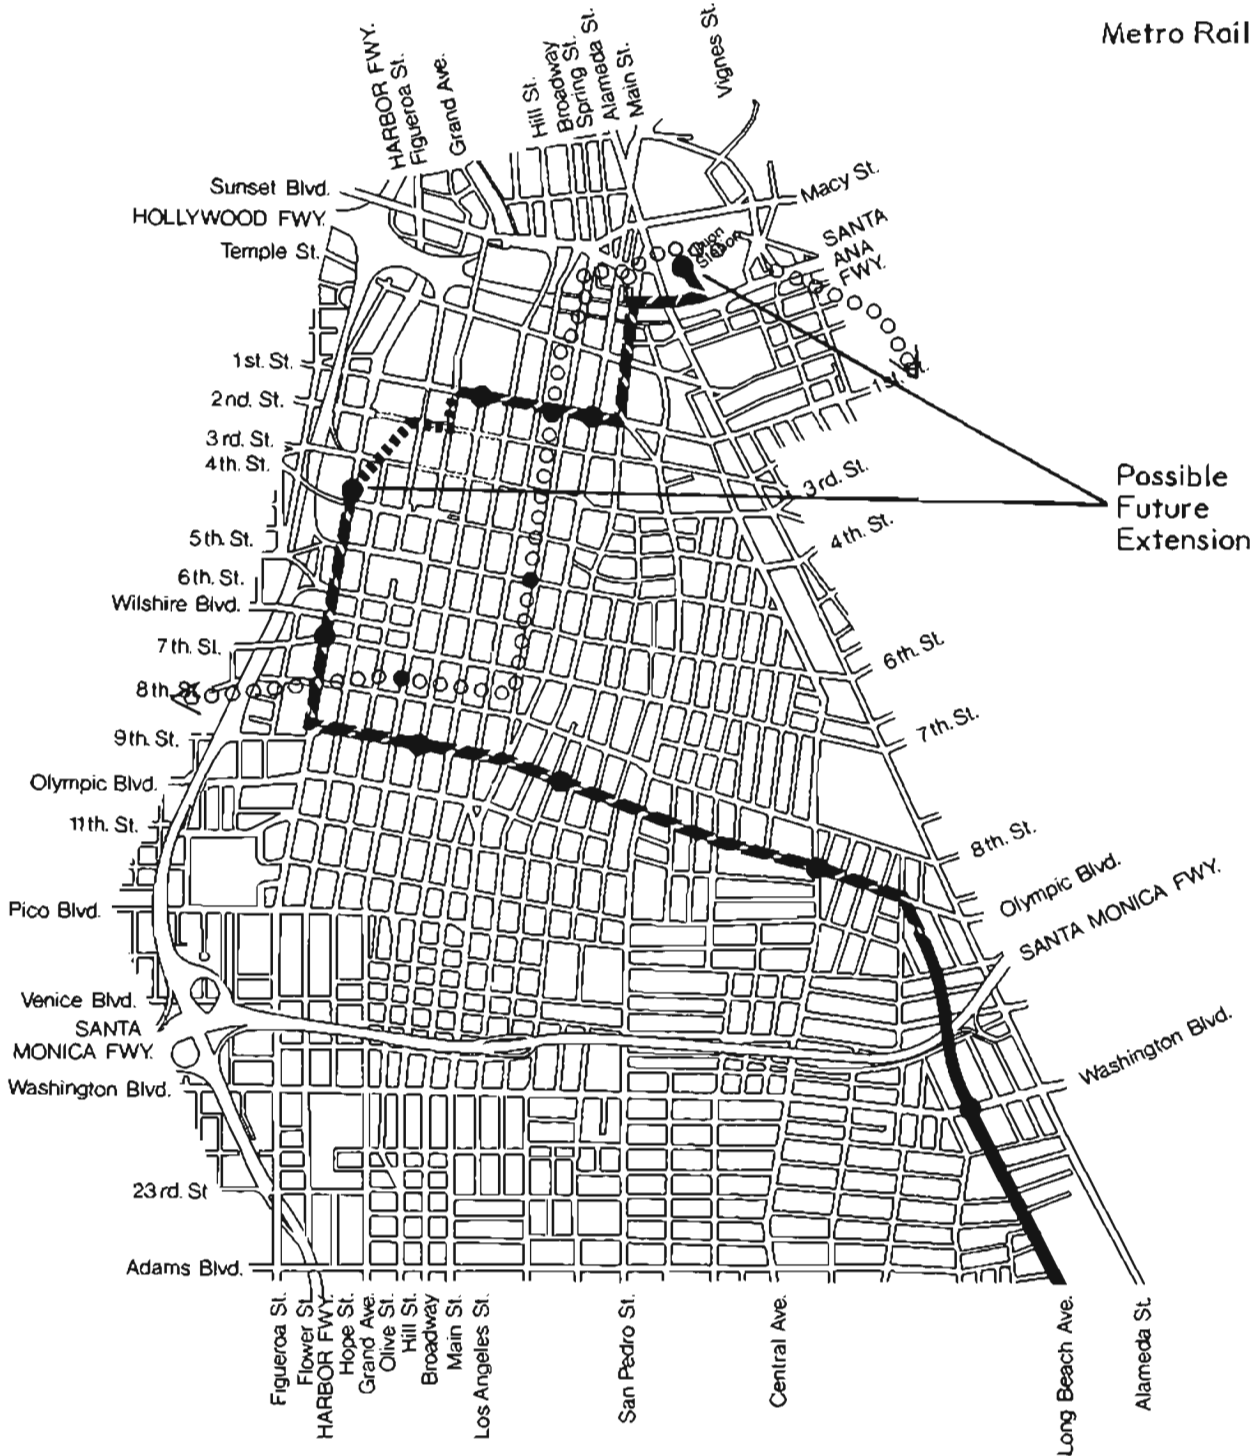 Metro Rail
HARBOR FWY.
Figueroa St.
Grand Ave.
Hill St.
Broadway
Spring St.
Alameda St.
Main St.
Vignes St.
Sunset Blvd.
HOLLYWOOD FWY.
Temple St.
Macy St.
SANTA
ANA
FWY.
Union
Station
1st. St.
2nd. St.
3rd. St.
4th. St.
5th. St.
6th. St.
Wilshire Blvd.
7th. St.
8th. St.
9th. St.
Olympic Blvd.
11th. St.
Pico Blvd.
Venice Blvd.
SANTA
MONICA FWY.
Washington Blvd.
23rd. St
Adams Blvd.
1st. St.
3rd. St.
4th. St.
Possible
Future
Extension
6th. St.
7th. St.
8th. St.
Olympic Blvd.
SANTA MONICA FWY.
Washington Blvd.
Figueroa St.
Flower St.
HARBOR FWY.
Hope St.
Grand Ave.
Olive St.
Hill St.
Broadway
Main St.
Los Angeles St.
San Pedro St.
Central Ave.
Long Beach Ave.
Alameda St.